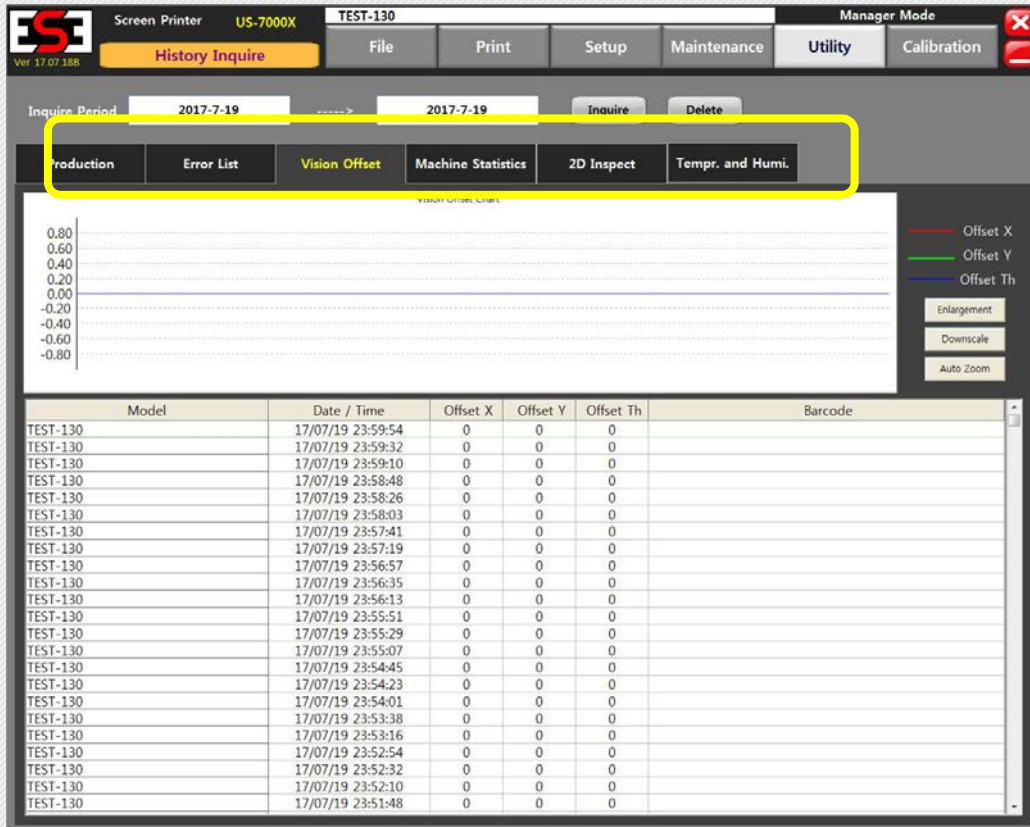 ESE
Ver 17.07.188
Screen Printer US-7000X
History Inquire
TEST-130
Manager Mode
File Print Setup Maintenance Utility Calibration
Inquire Period 2017-7-19 -----> 2017-7-19 Inquire Delete
Production Error List Vision Offset Machine Statistics 2D Inspect Tempr. and Humi.
Vision Offset Chart
0.80
0.60
0.40
0.20
0.00
-0.20
-0.40
-0.60
-0.80
Offset X
Offset Y
Offset Th
Enlargement
Downscale
Auto Zoom
Model Date / Time Offset X Offset Y Offset Th Barcode
TEST-130 17/07/19 23:59:54 0 0 0
TEST-130 17/07/19 23:59:32 0 0 0
TEST-130 17/07/19 23:59:10 0 0 0
TEST-130 17/07/19 23:58:48 0 0 0
TEST-130 17/07/19 23:58:26 0 0 0
TEST-130 17/07/19 23:58:03 0 0 0
TEST-130 17/07/19 23:57:41 0 0 0
TEST-130 17/07/19 23:57:19 0 0 0
TEST-130 17/07/19 23:56:57 0 0 0
TEST-130 17/07/19 23:56:35 0 0 0
TEST-130 17/07/19 23:56:13 0 0 0
TEST-130 17/07/19 23:55:51 0 0 0
TEST-130 17/07/19 23:55:29 0 0 0
TEST-130 17/07/19 23:55:07 0 0 0
TEST-130 17/07/19 23:54:45 0 0 0
TEST-130 17/07/19 23:54:23 0 0 0
TEST-130 17/07/19 23:54:01 0 0 0
TEST-130 17/07/19 23:53:38 0 0 0
TEST-130 17/07/19 23:53:16 0 0 0
TEST-130 17/07/19 23:52:54 0 0 0
TEST-130 17/07/19 23:52:32 0 0 0
TEST-130 17/07/19 23:52:10 0 0 0
TEST-130 17/07/19 23:51:48 0 0 0